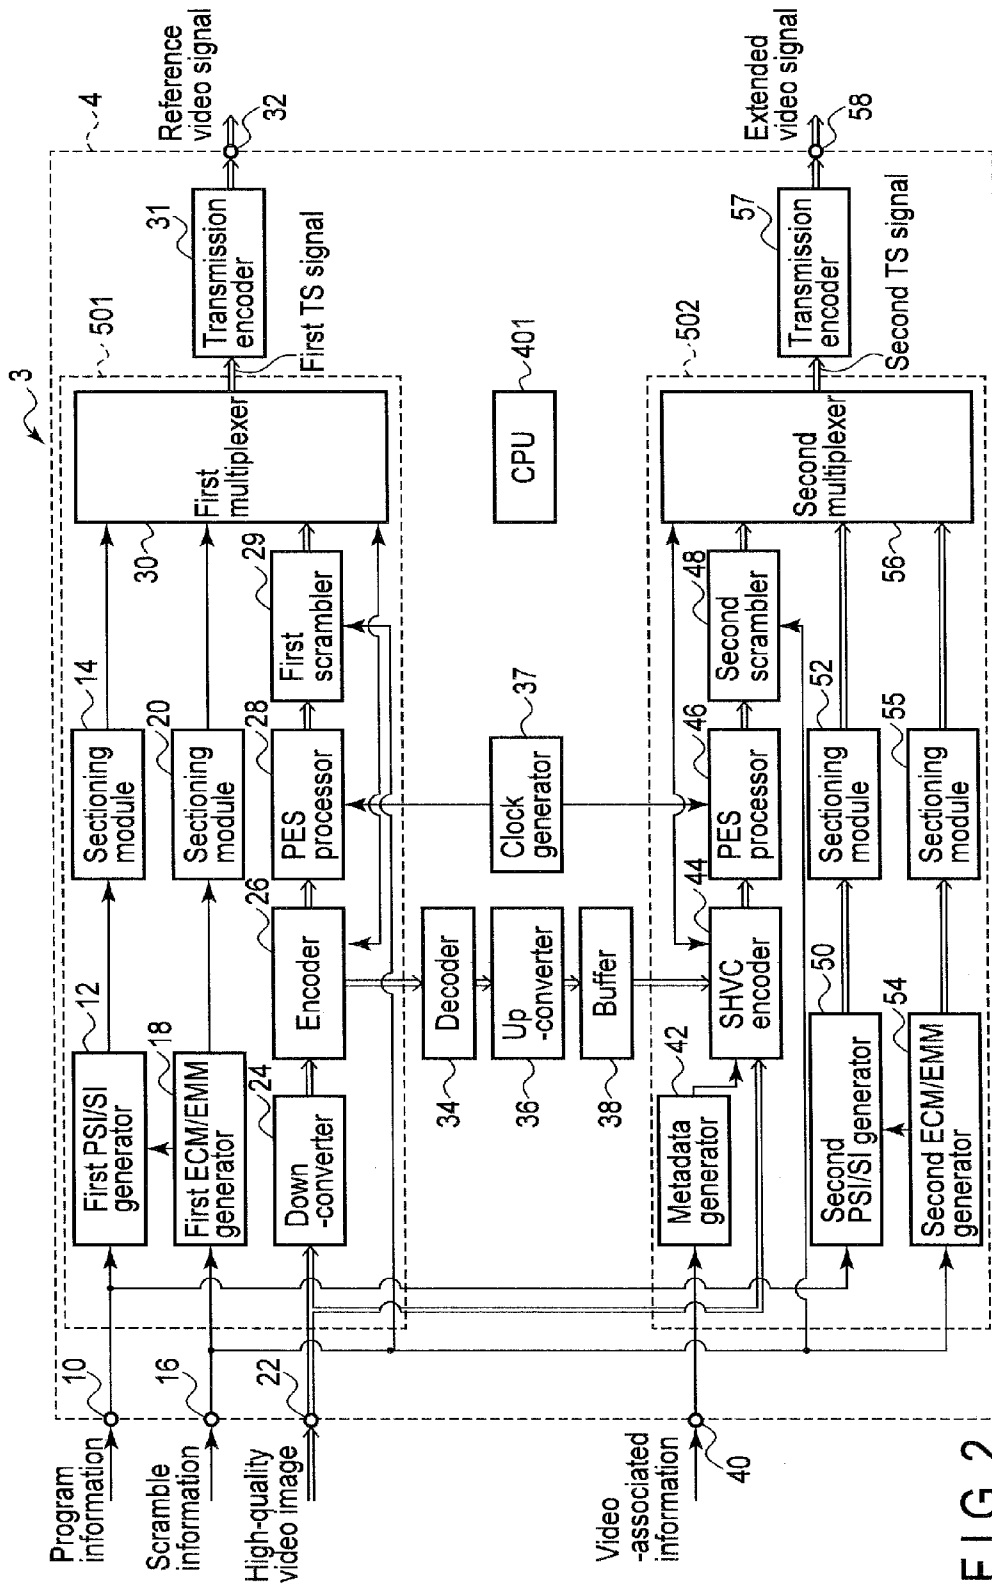 3
4
Program
information
10
Scramble
information
16
High-quality
video image
22
Video
-associated
information
40
501
First PSI/SI
generator
12
Sectioning
module
14
First ECM/EMM
generator
18
Sectioning
module
20
Down
-converter
24
Encoder
26
PES
processor
28
First
scrambler
29
First
multiplexer
30
First TS signal
Transmission
encoder
31
32
Reference
video signal
Decoder
34
Up
-converter
36
Buffer
38
Clock
generator
37
CPU
401
502
Metadata
generator
42
SHVC
encoder
44
PES
processor
46
Second
scrambler
48
Second
PSI/SI generator
50
Sectioning
module
52
Second ECM/EMM
generator
54
Sectioning
module
55
Second
multiplexer
56
Second TS signal
Transmission
encoder
57
58
Extended
video signal
FIG 2